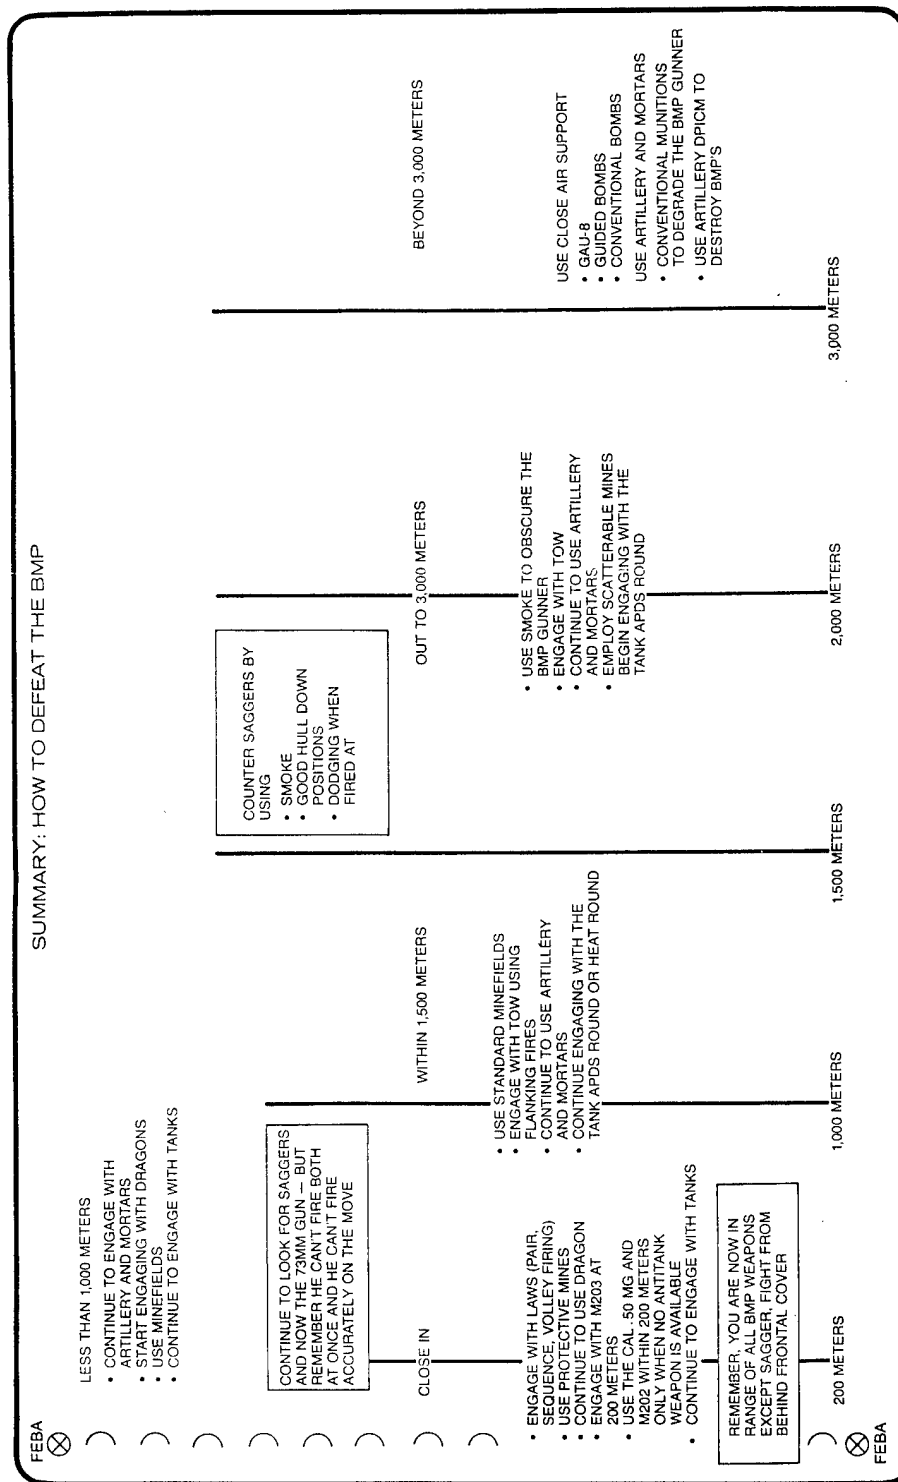 SUMMARY: HOW TO DEFEAT THE BMP
FEBA
LESS THAN 1,000 METERS
• CONTINUE TO ENGAGE WITH
ARTILLERY AND MORTARS
• START ENGAGING WITH DRAGONS
• USE MINEFIELDS
• CONTINUE TO ENGAGE WITH TANKS
CONTINUE TO LOOK FOR SAGGERS
AND NOW THE 73MM GUN — BUT
REMEMBER HE CAN'T FIRE BOTH
AT ONCE AND HE CAN'T FIRE
ACCURATELY ON THE MOVE
COUNTER SAGGERS BY
USING
• SMOKE
• GOOD HULL DOWN
POSITIONS
• DODGING WHEN
FIRED AT
CLOSE IN
WITHIN 1,500 METERS
OUT TO 3,000 METERS
BEYOND 3,000 METERS
• ENGAGE WITH LAWS (PAIR,
SEQUENCE, VOLLEY FIRING)
• USE PROTECTIVE MINES
• CONTINUE TO USE DRAGON
• ENGAGE WITH M203 AT
200 METERS
• USE THE CAL .50 MG AND
M202 WITHIN 200 METERS
ONLY WHEN NO ANTITANK
WEAPON IS AVAILABLE
• CONTINUE TO ENGAGE WITH TANKS
• USE STANDARD MINEFIELDS
• ENGAGE WITH TOW USING
FLANKING FIRES
• CONTINUE TO USE ARTILLERY
AND MORTARS
• CONTINUE ENGAGING WITH THE
TANK APDS ROUND OR HEAT ROUND
• USE SMOKE TO OBSCURE THE
BMP GUNNER
• ENGAGE WITH TOW
• CONTINUE TO USE ARTILLERY
AND MORTARS
• EMPLOY SCATTERABLE MINES
BEGIN ENGAGING WITH THE
TANK APDS ROUND
USE CLOSE AIR SUPPORT
• GAU-8
• GUIDED BOMBS
• CONVENTIONAL BOMBS
USE ARTILLERY AND MORTARS
• CONVENTIONAL MUNITIONS
TO DEGRADE THE BMP GUNNER
• USE ARTILLERY DPICM TO
DESTROY BMP'S
REMEMBER, YOU ARE NOW IN
RANGE OF ALL BMP WEAPONS
EXCEPT SAGGER, FIGHT FROM
BEHIND FRONTAL COVER
200 METERS
1,000 METERS
1,500 METERS
2,000 METERS
3,000 METERS
FEBA